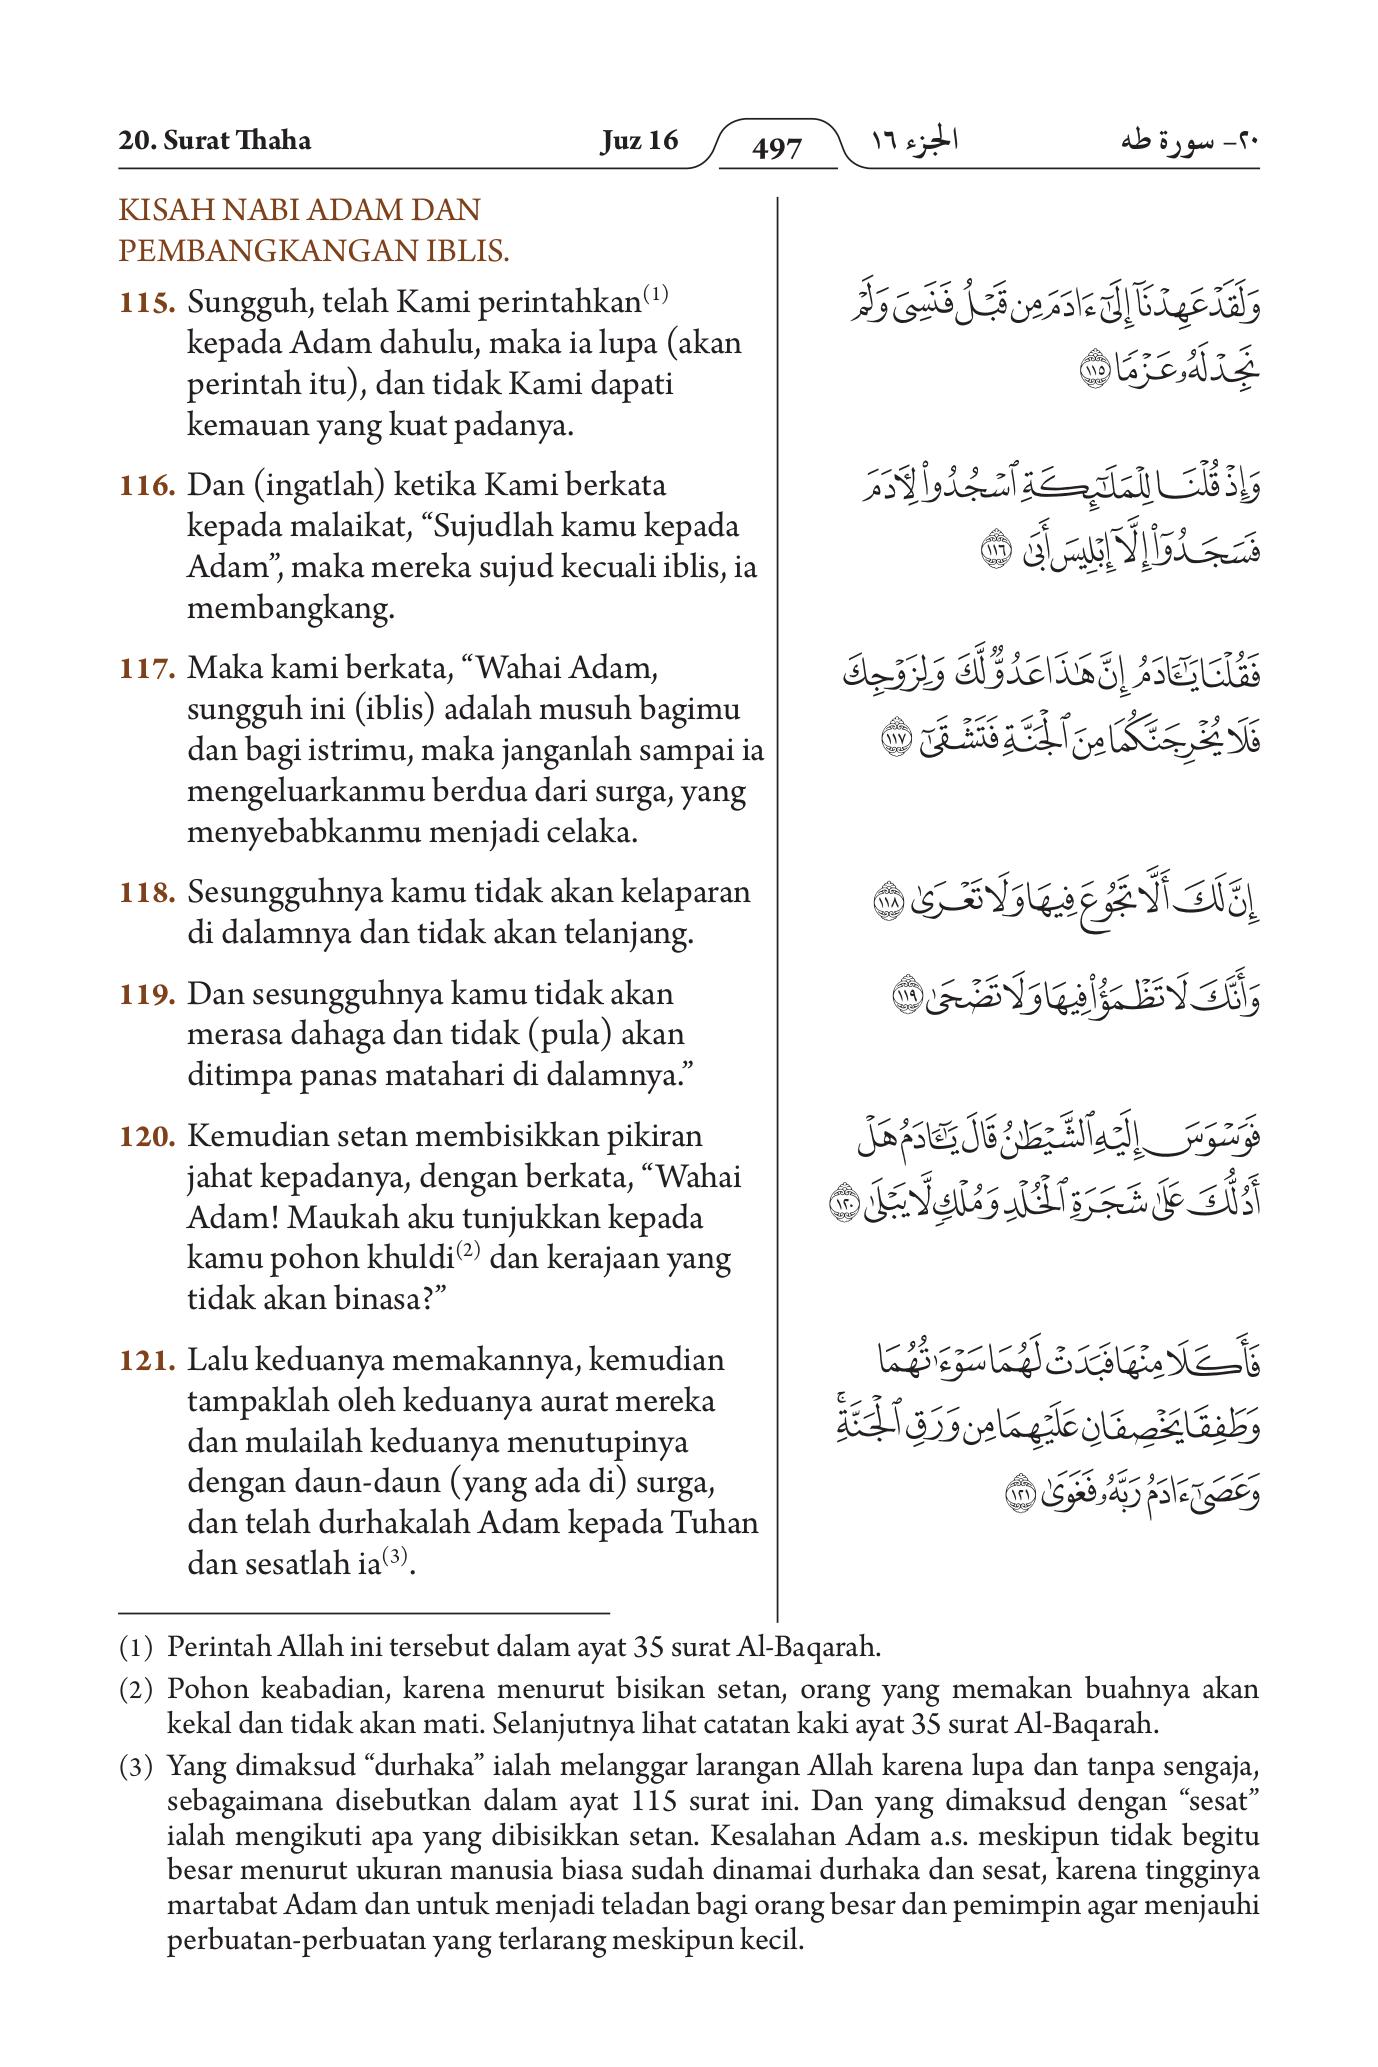 20. Surat Thaha
Juz 16
497
الجزء ١٦
٢٠- سورة طه
KISAH NABI ADAM DAN
PEMBANGKANGAN IBLIS.
115. Sungguh, telah Kami perintahkan(1)
kepada Adam dahulu, maka ia lupa (akan
perintah itu), dan tidak Kami dapati
kemauan yang kuat padanya.
116. Dan (ingatlah) ketika Kami berkata
kepada malaikat, “Sujudlah kamu kepada
Adam”, maka mereka sujud kecuali iblis, ia
membangkang.
117. Maka kami berkata, “Wahai Adam,
sungguh ini (iblis) adalah musuh bagimu
dan bagi istrimu, maka janganlah sampai ia
mengeluarkanmu berdua dari surga, yang
menyebabkanmu menjadi celaka.
118. Sesungguhnya kamu tidak akan kelaparan
di dalamnya dan tidak akan telanjang.
119. Dan sesungguhnya kamu tidak akan
merasa dahaga dan tidak (pula) akan
ditimpa panas matahari di dalamnya.”
120. Kemudian setan membisikkan pikiran
jahat kepadanya, dengan berkata, “Wahai
Adam! Maukah aku tunjukkan kepada
kamu pohon khuldi(2) dan kerajaan yang
tidak akan binasa?”
121. Lalu keduanya memakannya, kemudian
tampaklah oleh keduanya aurat mereka
dan mulailah keduanya menutupinya
dengan daun-daun (yang ada di) surga,
dan telah durhakalah Adam kepada Tuhan
dan sesatlah ia(3).
وَلَقَدْ عَهِدْنَآ إِلَىٰٓ ءَادَمَ مِن قَبْلُ فَنَسِىَ وَلَمْ
نَجِدْ لَهُۥ عَزْمًا ١١٥
وَإِذْ قُلْنَا لِلْمَلَٰٓئِكَةِ ٱسْجُدُوا۟ لِءَادَمَ
فَسَجَدُوٓا۟ إِلَّآ إِبْلِيسَ أَبَىٰ ١١٦
فَقُلْنَا يَٰٓـَٔادَمُ إِنَّ هَٰذَا عَدُوٌّ لَّكَ وَلِزَوْجِكَ
فَلَا يُخْرِجَنَّكُمَا مِنَ ٱلْجَنَّةِ فَتَشْقَىٰٓ ١١٧
إِنَّ لَكَ أَلَّا تَجُوعَ فِيهَا وَلَا تَعْرَىٰ ١١٨
وَأَنَّكَ لَا تَظْمَؤُا۟ فِيهَا وَلَا تَضْحَىٰ ١١٩
فَوَسْوَسَ إِلَيْهِ ٱلشَّيْطَٰنُ قَالَ يَٰٓـَٔادَمُ هَلْ
أَدُلُّكَ عَلَىٰ شَجَرَةِ ٱلْخُلْدِ وَمُلْكٍ لَّا يَبْلَىٰ ١٢٠
فَأَكَلَا مِنْهَا فَبَدَتْ لَهُمَا سَوْءَٰتُهُمَا
وَطَفِقَا يَخْصِفَانِ عَلَيْهِمَا مِن وَرَقِ ٱلْجَنَّةِ ۚ
وَعَصَىٰٓ ءَادَمُ رَبَّهُۥ فَغَوَىٰ ١٢١
(1) Perintah Allah ini tersebut dalam ayat 35 surat Al-Baqarah.
(2) Pohon keabadian, karena menurut bisikan setan, orang yang memakan buahnya akan
kekal dan tidak akan mati. Selanjutnya lihat catatan kaki ayat 35 surat Al-Baqarah.
(3) Yang dimaksud “durhaka” ialah melanggar larangan Allah karena lupa dan tanpa sengaja,
sebagaimana disebutkan dalam ayat 115 surat ini. Dan yang dimaksud dengan “sesat”
ialah mengikuti apa yang dibisikkan setan. Kesalahan Adam a.s. meskipun tidak begitu
besar menurut ukuran manusia biasa sudah dinamai durhaka dan sesat, karena tingginya
martabat Adam dan untuk menjadi teladan bagi orang besar dan pemimpin agar menjauhi
perbuatan-perbuatan yang terlarang meskipun kecil.